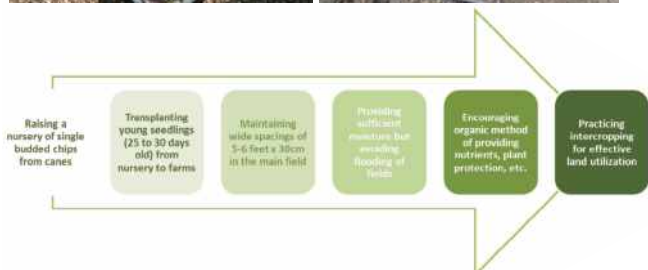 Raising a
nursery of single
budded chips
from canes
Transplanting
young seedlings
(25 to 30 days
old) from
nursery to farms
Maintaining
wide spacings of
5-6 feet x 30cm
in the main field
Providing
sufficient
moisture but
avoiding
flooding of
fields
Encouraging
organic method
of providing
nutrients, plant
protection, etc.
Practicing
intercropping
for effective
land utilization